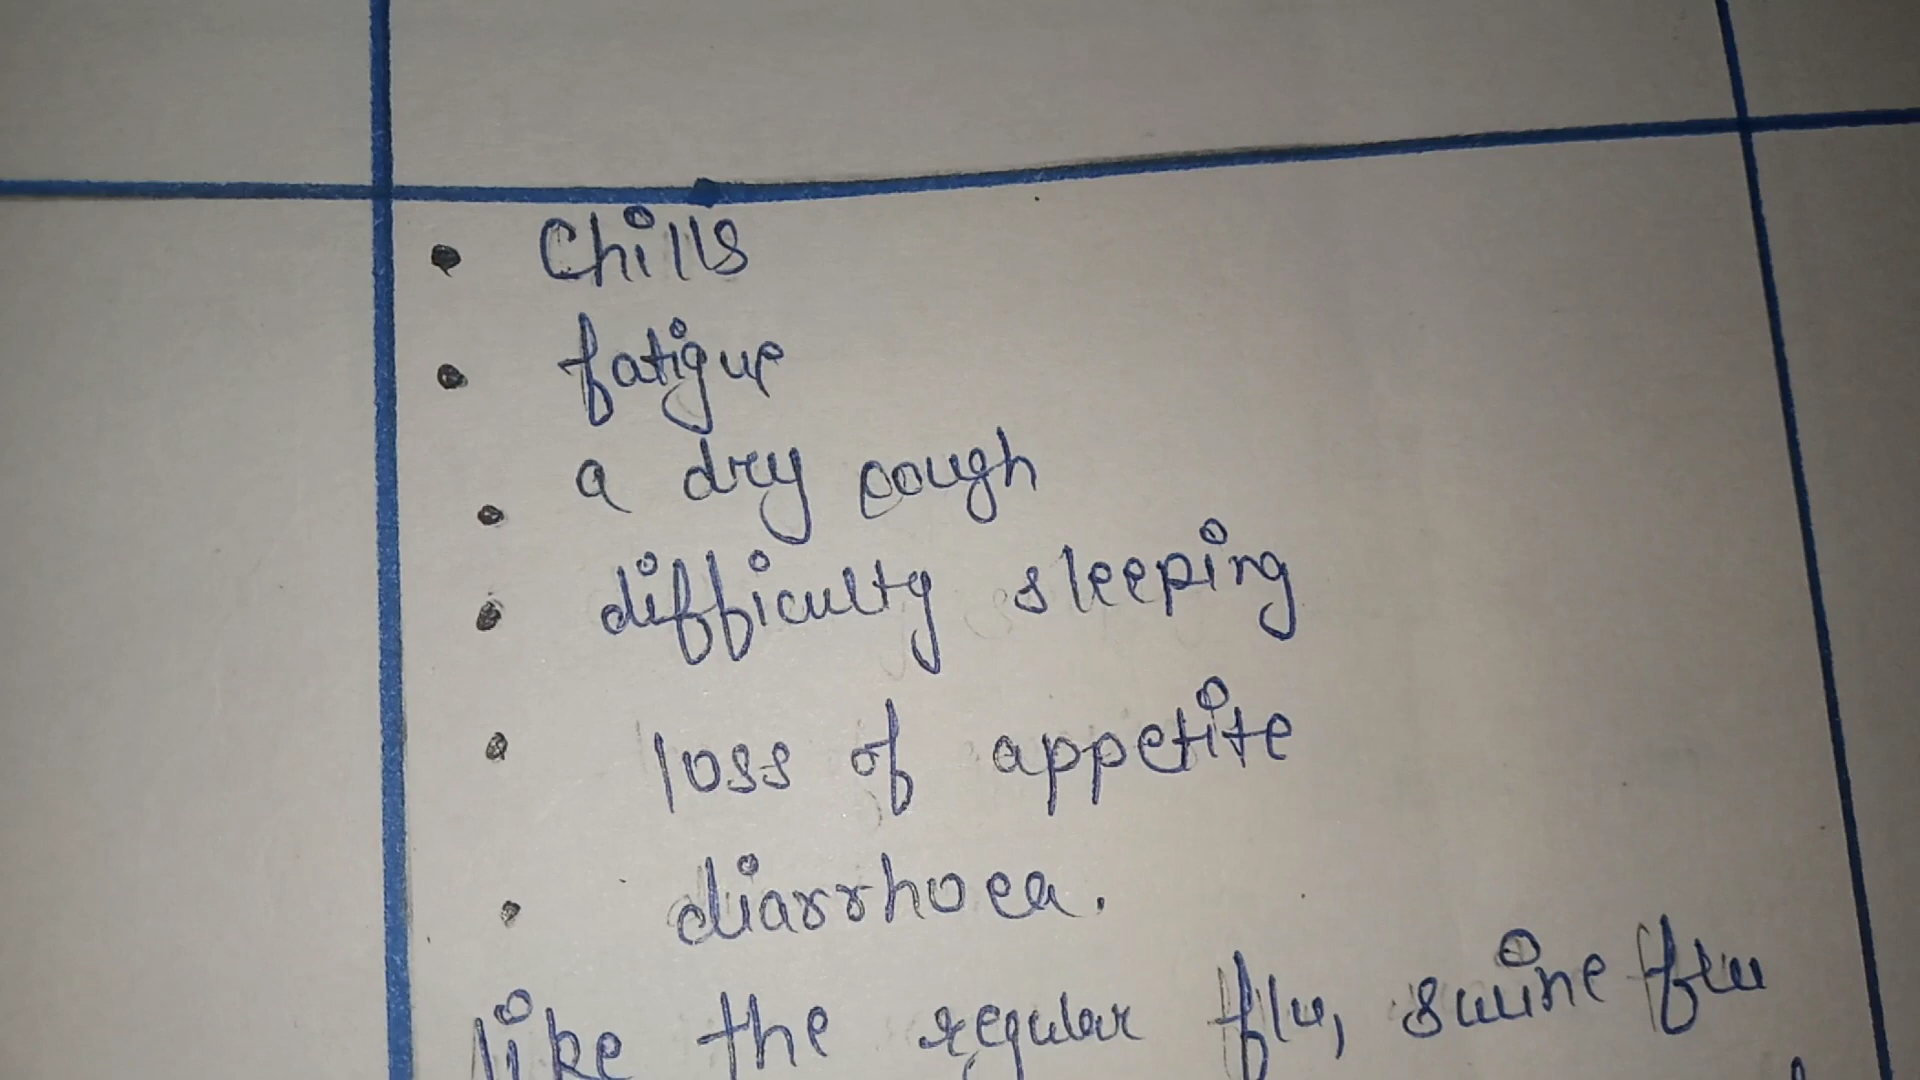 • Chills
• fatigue
• a dry cough
• difficulty sleeping
• loss of appetite
• diarrhoea.
like the regular flu, swine flu